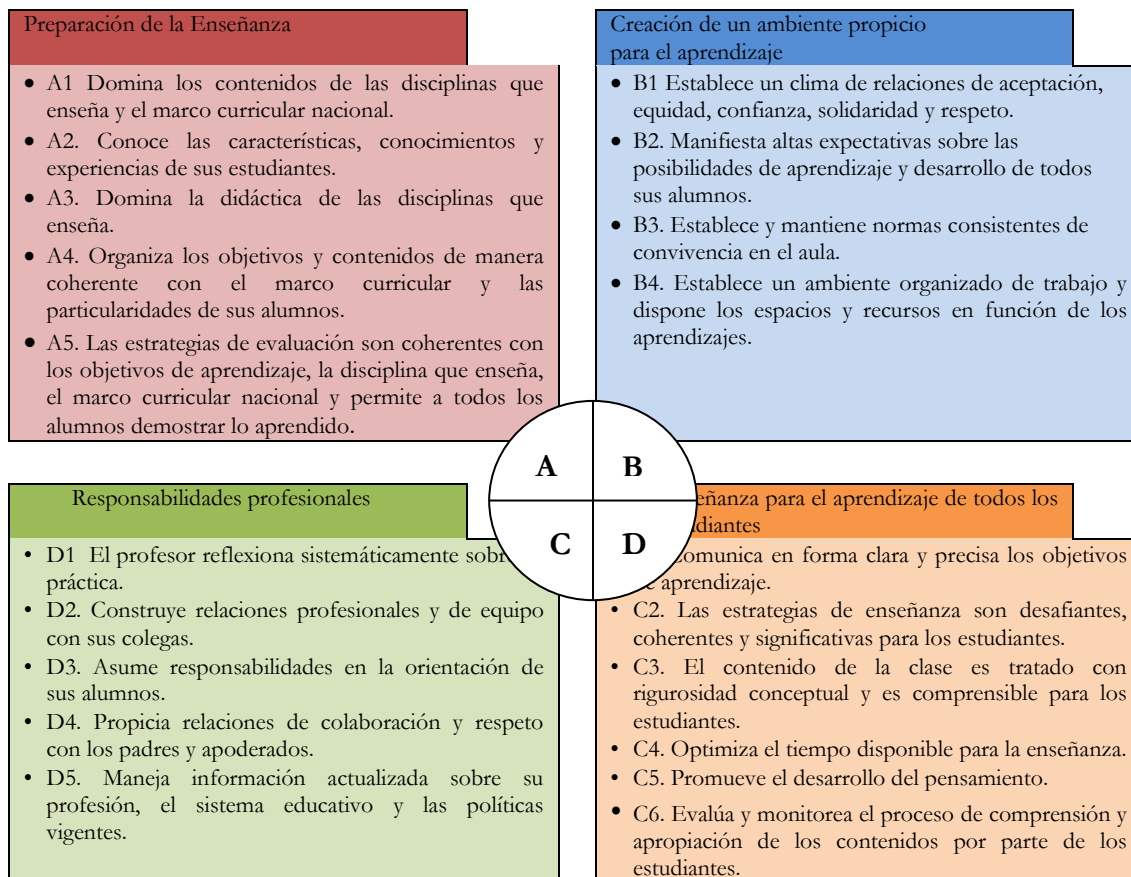 Preparación de la Enseñanza
• A1 Domina los contenidos de las disciplinas que
enseña y el marco curricular nacional.
• A2. Conoce las características, conocimientos y
experiencias de sus estudiantes.
• A3. Domina la didáctica de las disciplinas que
enseña.
• A4. Organiza los objetivos y contenidos de manera
coherente con el marco curricular y las
particularidades de sus alumnos.
• A5. Las estrategias de evaluación son coherentes con
los objetivos de aprendizaje, la disciplina que enseña,
el marco curricular nacional y permite a todos los
alumnos demostrar lo aprendido.
Creación de un ambiente propicio
para el aprendizaje
• B1 Establece un clima de relaciones de aceptación,
equidad, confianza, solidaridad y respeto.
• B2. Manifiesta altas expectativas sobre las
posibilidades de aprendizaje y desarrollo de todos
sus alumnos.
• B3. Establece y mantiene normas consistentes de
convivencia en el aula.
• B4. Establece un ambiente organizado de trabajo y
dispone los espacios y recursos en función de los
aprendizajes.
A
B
C
D
Responsabilidades profesionales
• D1 El profesor reflexiona sistemáticamente
práctica.
• D2. Construye relaciones profesionales y de equipo
con sus colegas.
• D3. Asume responsabilidades en la orientación de
sus alumnos.
• D4. Propicia relaciones de colaboración y respeto
con los padres y apoderados.
• D5. Maneja información actualizada sobre su
profesión, el sistema educativo y las políticas
vigentes.
para el aprendizaje de todos los
en forma clara y precisa los objetivos
aprendizaje.
• C2. Las estrategias de enseñanza son desafiantes,
coherentes y significativas para los estudiantes.
• C3. El contenido de la clase es tratado con
rigurosidad conceptual y es comprensible para los
estudiantes.
• C4. Optimiza el tiempo disponible para la enseñanza.
• C5. Promueve el desarrollo del pensamiento.
• C6. Evalúa y monitorea el proceso de comprensión y
apropiación de los contenidos por parte de los
estudiantes.